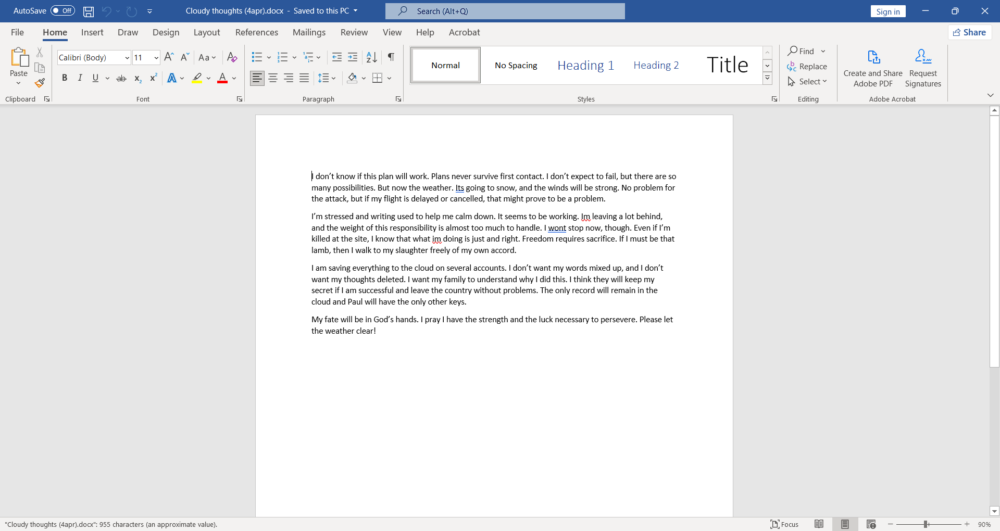 AutoSave Off Cloudy thoughts (4apr).docx - Saved to this PC Search (Alt+Q) Sign in
File Home Insert Draw Design Layout References Mailings Review View Help Acrobat Share
Paste
Clipboard
Calibri (Body) 11
Font
Paragraph
Normal No Spacing Heading 1 Heading 2 Title
Styles
Find
Replace
Select
Editing
Create and Share Adobe PDF
Request Signatures
Adobe Acrobat
I don’t know if this plan will work. Plans never survive first contact. I don’t expect to fail, but there are so
many possibilities. But now the weather. Its going to snow, and the winds will be strong. No problem for
the attack, but if my flight is delayed or cancelled, that might prove to be a problem.
I’m stressed and writing used to help me calm down. It seems to be working. Im leaving a lot behind,
and the weight of this responsibility is almost too much to handle. I wont stop now, though. Even if I’m
killed at the site, I know that what im doing is just and right. Freedom requires sacrifice. If I must be that
lamb, then I walk to my slaughter freely of my own accord.
I am saving everything to the cloud on several accounts. I don’t want my words mixed up, and I don’t
want my thoughts deleted. I want my family to understand why I did this. I think they will keep my
secret if I am successful and leave the country without problems. The only record will remain in the
cloud and Paul will have the only other keys.
My fate will be in God’s hands. I pray I have the strength and the luck necessary to persevere. Please let
the weather clear!
"Cloudy thoughts (4apr).docx": 955 characters (an approximate value). Focus 90%